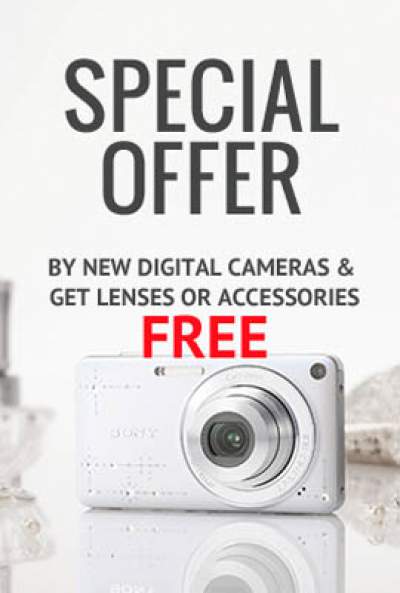 SPECIAL
OFFER
BY NEW DIGITAL CAMERAS &
GET LENSES OR ACCESSORIES
FREE
SONY